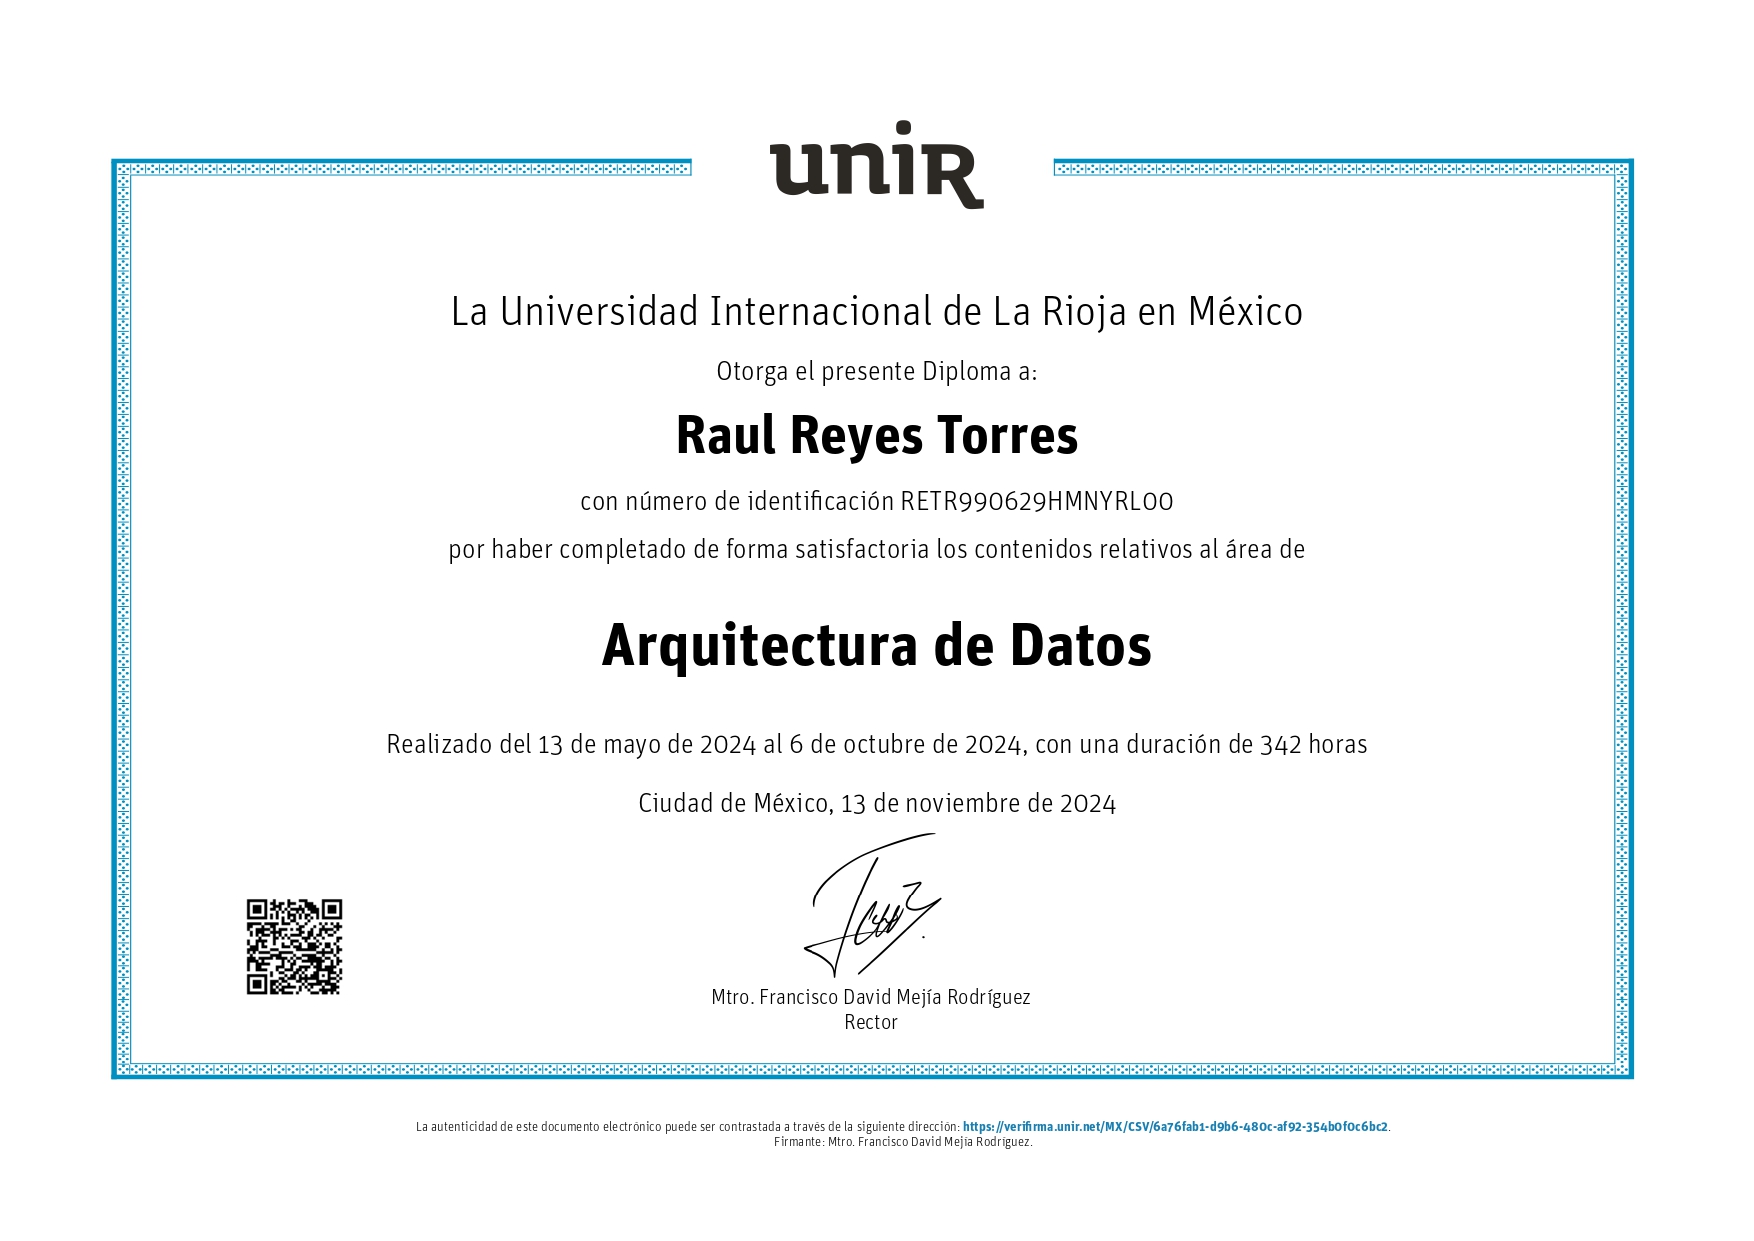 unir
La Universidad Internacional de La Rioja en México
Otorga el presente Diploma a:
Raul Reyes Torres
con número de identificación RETR990629HMNYRL00
por haber completado de forma satisfactoria los contenidos relativos al área de
Arquitectura de Datos
Realizado del 13 de mayo de 2024 al 6 de octubre de 2024, con una duración de 342 horas
Ciudad de México, 13 de noviembre de 2024
Mtro. Francisco David Mejía Rodríguez
Rector
La autenticidad de este documento electrónico puede ser contrastada a través de la siguiente dirección: https://verifirma.unir.net/MX/CSV/6a76fab1-d9b6-480c-af92-354b0f0c6bc2.
Firmante: Mtro. Francisco David Mejía Rodríguez.